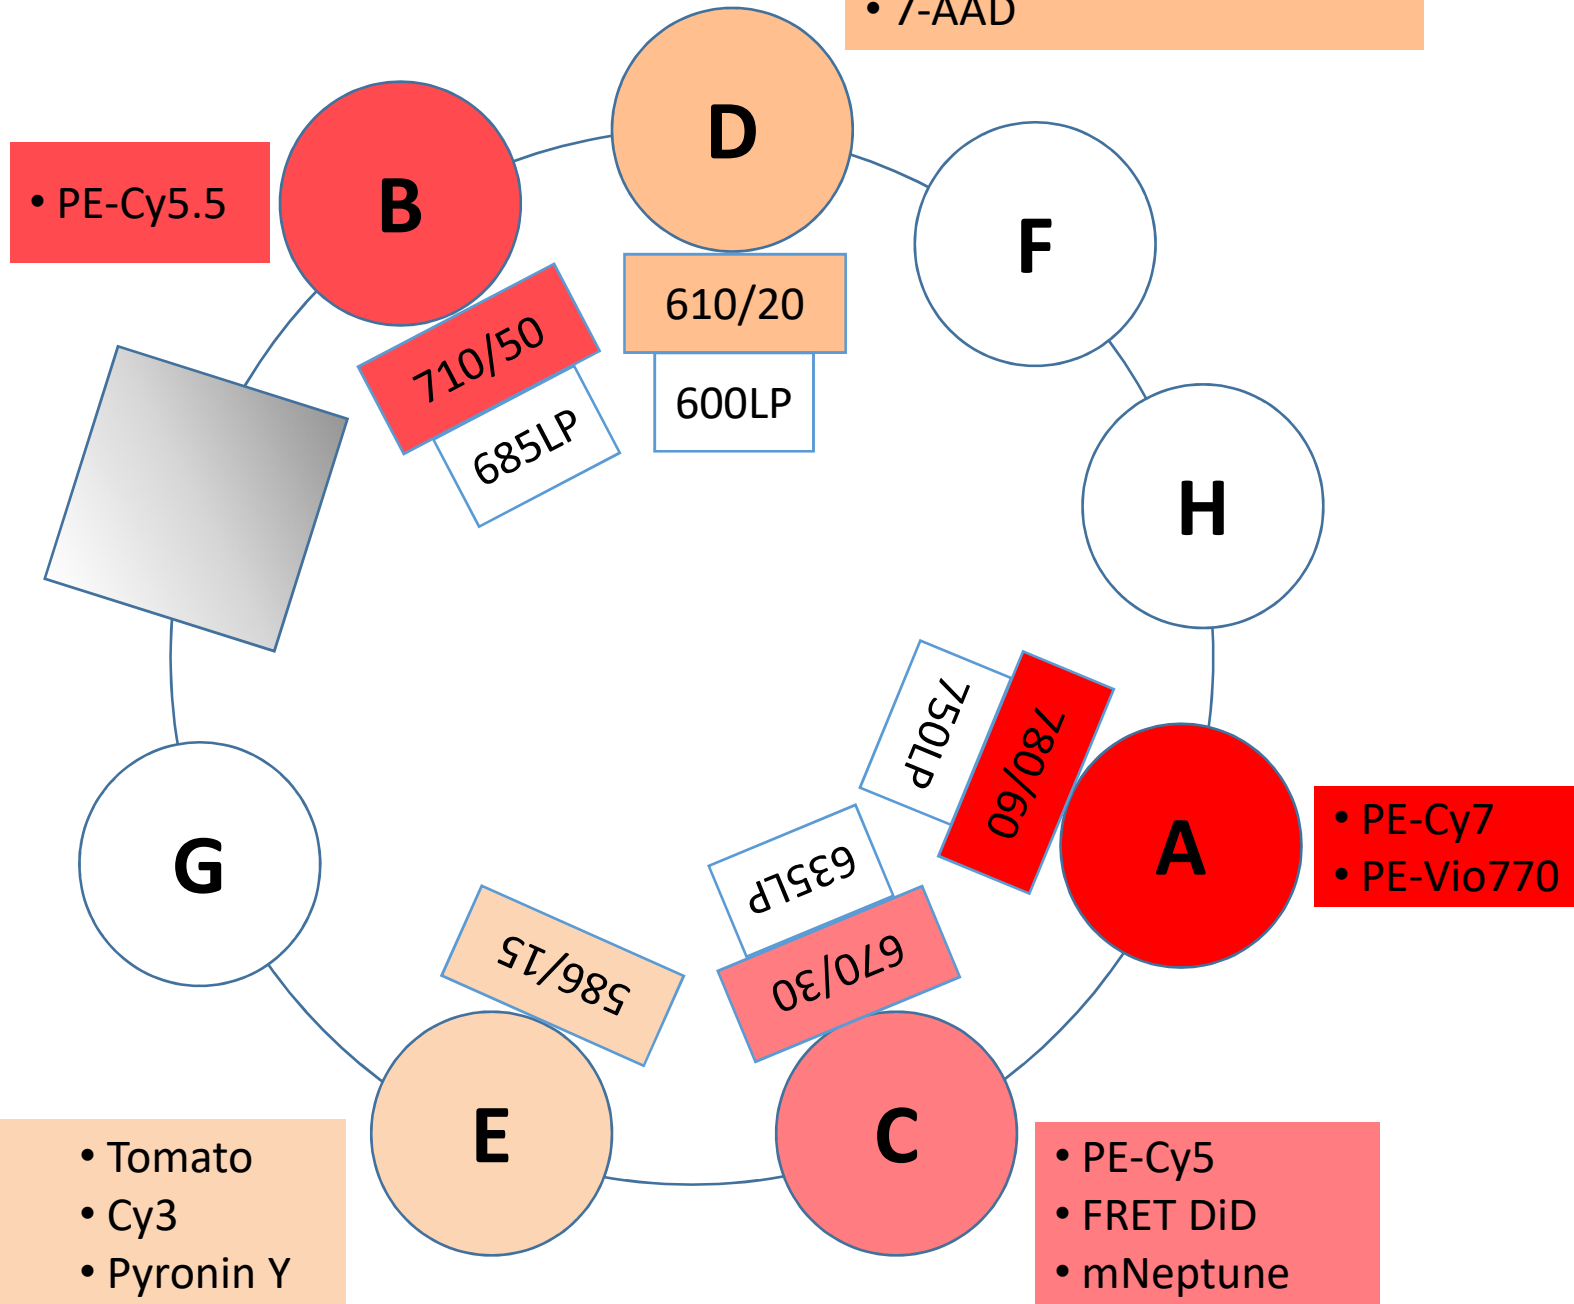 • 7-AAD
D
B
• PE-Cy5.5
F
610/20
710/50
600LP
685LP
H
750LP
780/60
A
• PE-Cy7
• PE-Vio770
635LP
670/30
G
586/15
E
C
• Tomato
• Cy3
• Pyronin Y
• PE-Cy5
• FRET DiD
• mNeptune